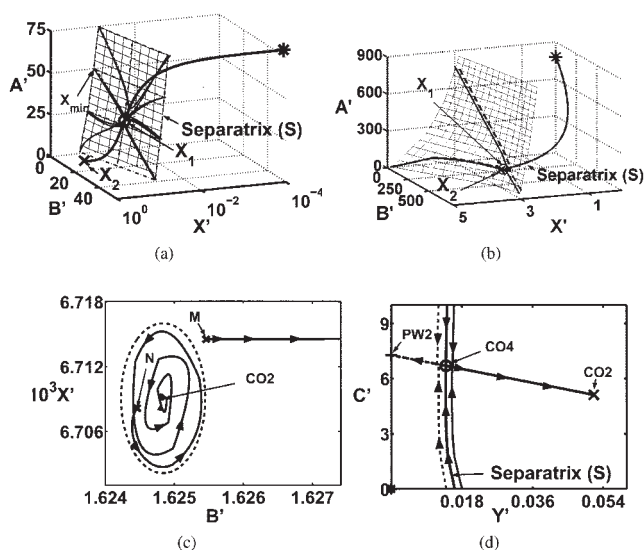 75
50
A'
25
0
X_min
0
20
B'
40
X_2
X_1
Separatrix (S)
10^0
10^-2
10^-4
X'
(a)
900
600
A'
300
0
X_1
X_2
Separatrix (S)
250
B'
500
5
3
1
X'
(b)
6.718
6.714
10^3X'
6.706
M
N
CO2
1.624
1.625
1.626
1.627
B'
(c)
9
PW2
6
CO4
C'
CO2
3
Separatrix (S)
0
0.018
0.036
0.054
Y'
(d)